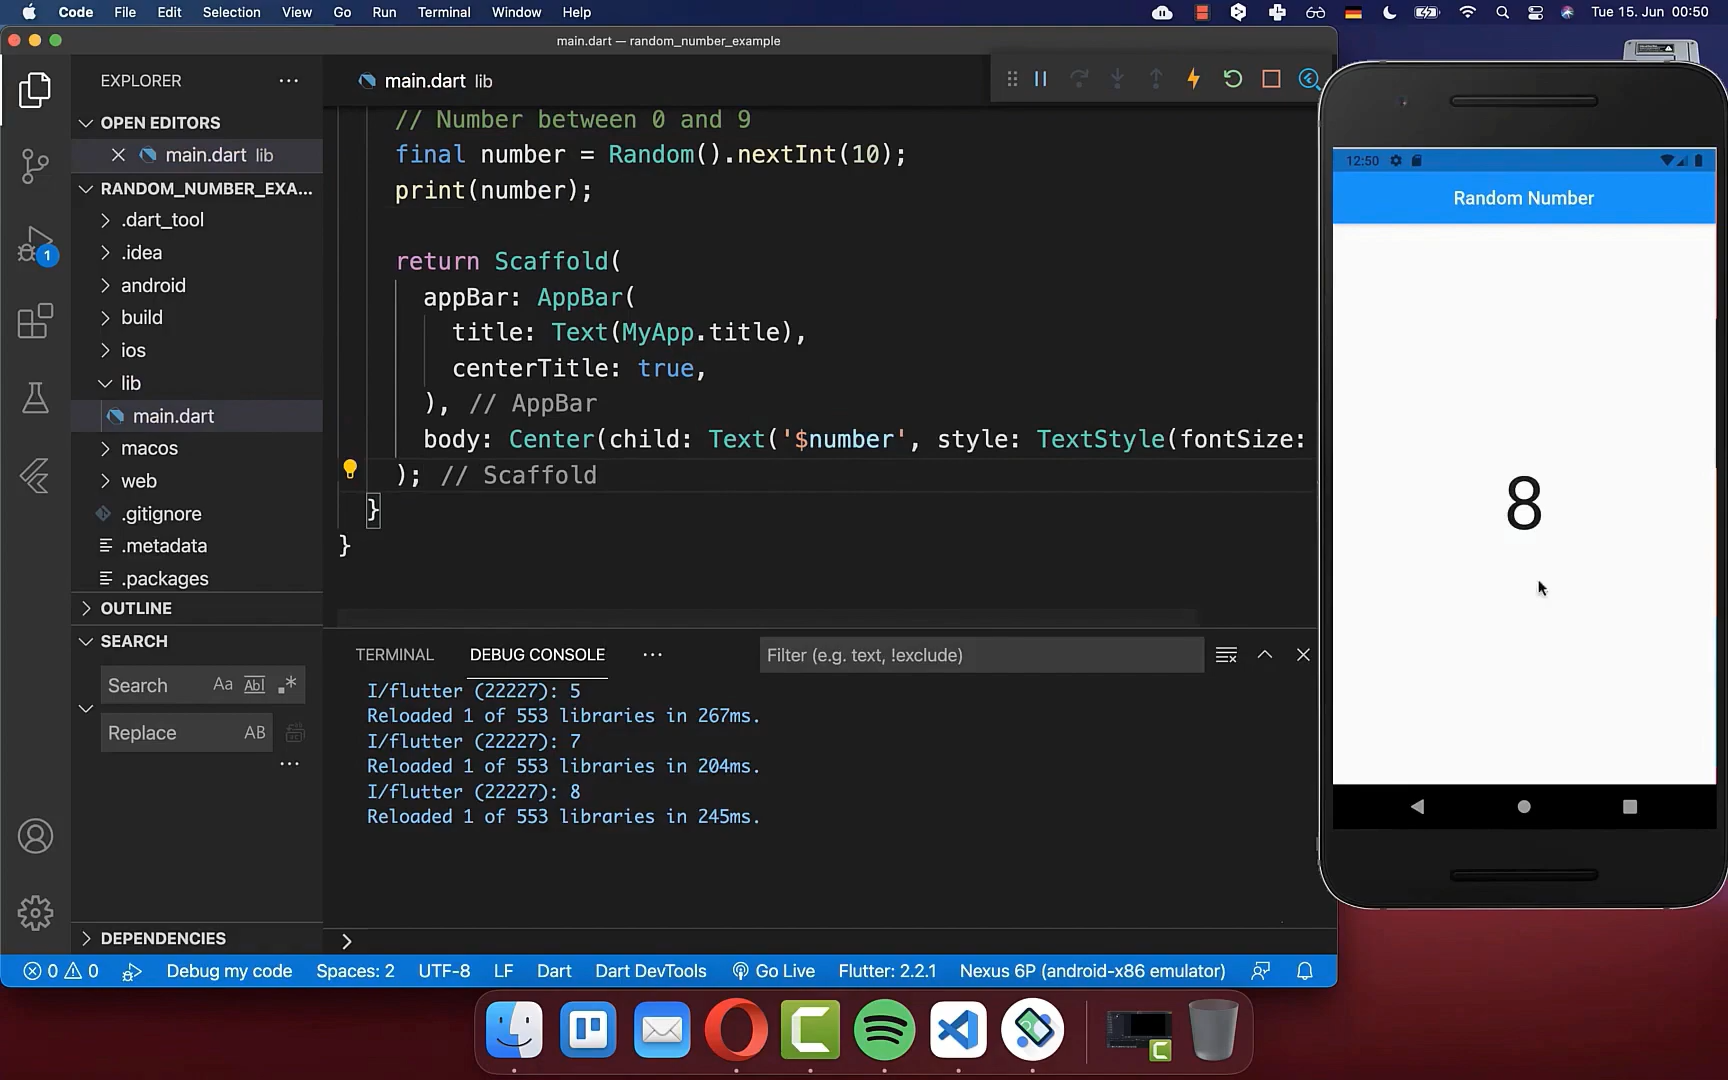 Code File Edit Selection View Go Run Terminal Window Help
Tue 15. Jun 00:50
main.dart — random_number_example
EXPLORER
OPEN EDITORS
main.dart lib
RANDOM_NUMBER_EXA...
.dart_tool
.idea
android
build
ios
lib
main.dart
macos
web
.gitignore
.metadata
.packages
OUTLINE
SEARCH
Search Aa Abl .*
Replace AB
DEPENDENCIES
1
main.dart lib
// Number between 0 and 9
final number = Random().nextInt(10);
print(number);
return Scaffold(
appBar: AppBar(
title: Text(MyApp.title),
centerTitle: true,
), // AppBar
body: Center(child: Text('$number', style: TextStyle(fontSize:
); // Scaffold
}
}
TERMINAL DEBUG CONSOLE ...
Filter (e.g. text, !exclude)
I/flutter (22227): 5
Reloaded 1 of 553 libraries in 267ms.
I/flutter (22227): 7
Reloaded 1 of 553 libraries in 204ms.
I/flutter (22227): 8
Reloaded 1 of 553 libraries in 245ms.
0 0 Debug my code Spaces: 2 UTF-8 LF Dart Dart DevTools Go Live Flutter: 2.2.1 Nexus 6P (android-x86 emulator)
12:50
Random Number
8